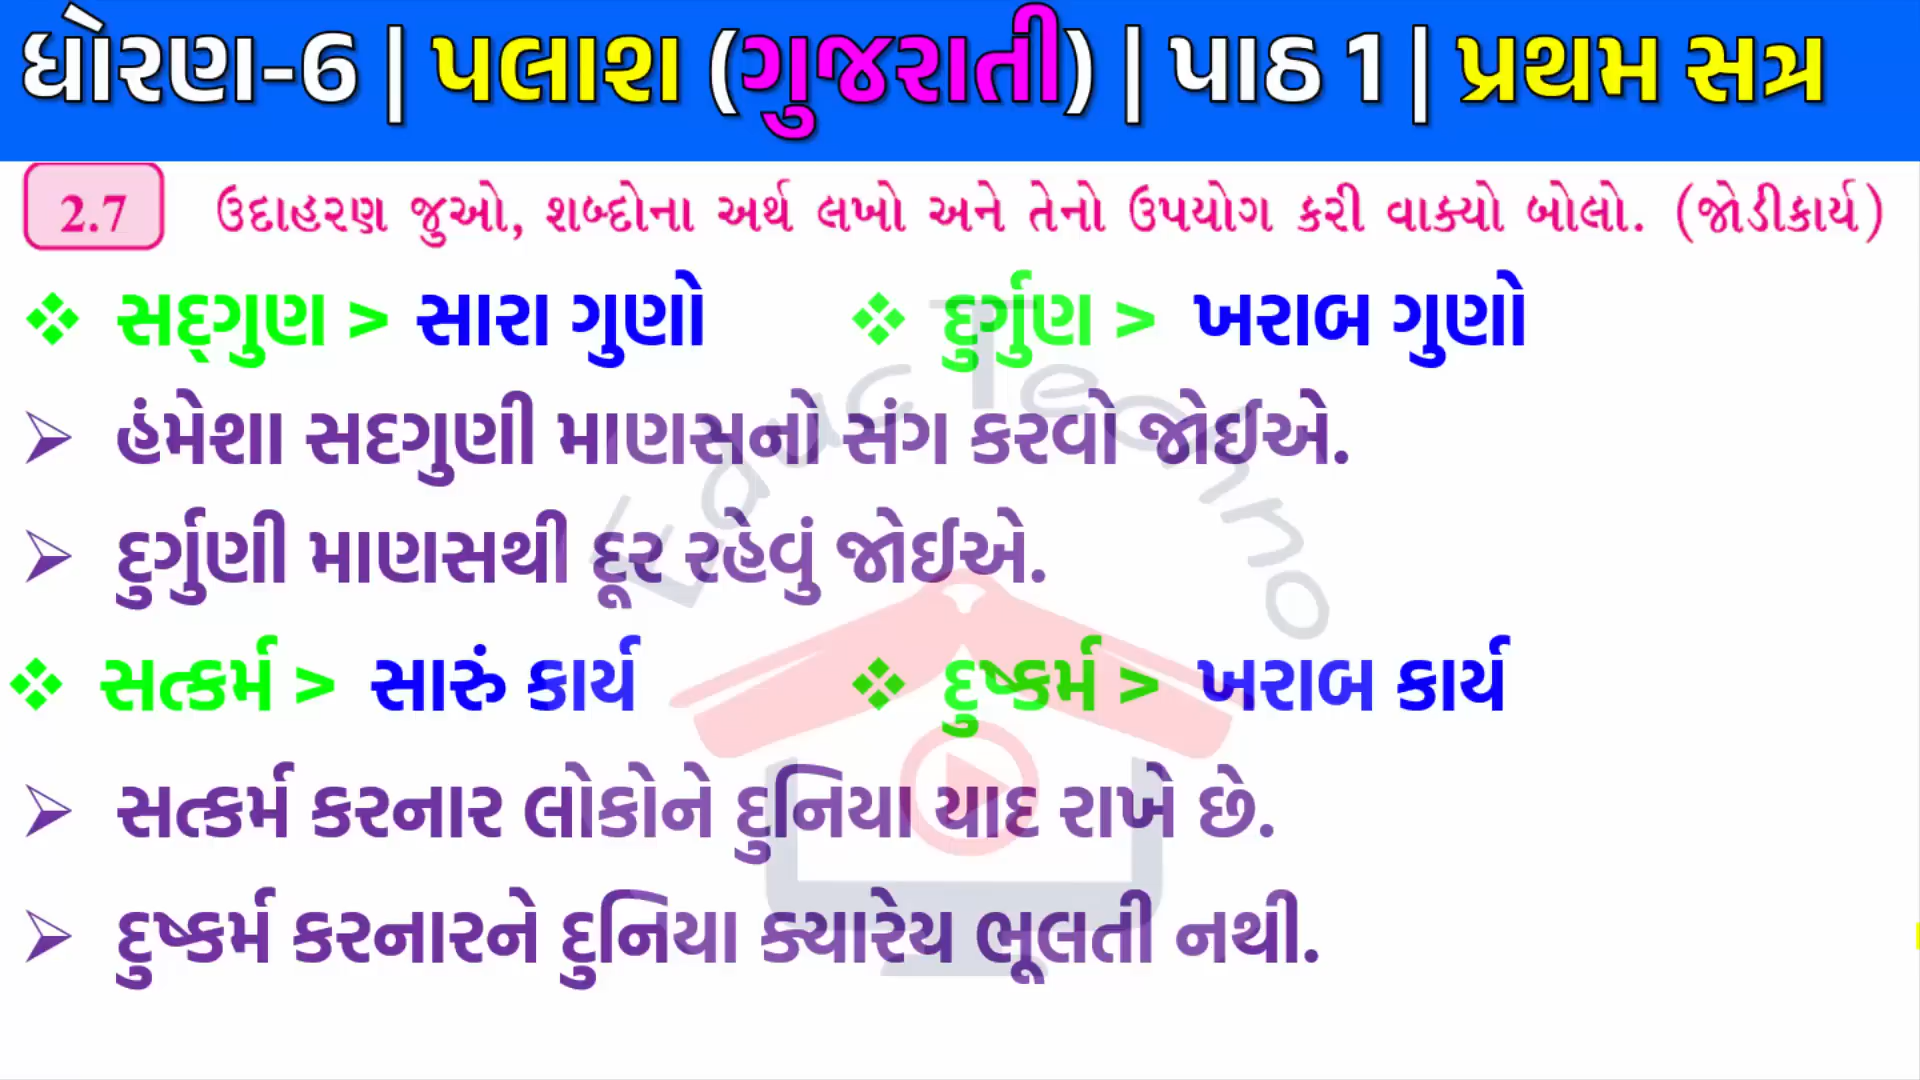 ધોરણ-6 | પલાશ (ગુજરાતી) | પાઠ 1 | પ્રથમ સત્ર
2.7 ઉદાહરણ જુઓ, શબ્દોના અર્થ લખો અને તેનો ઉપયોગ કરી વાક્યો બોલો. (જોડીકાર્ય)
❖ સદ્‌ગુણ > સારા ગુણો ❖ દુર્ગુણ > ખરાબ ગુણો
➢ હંમેશા સદગુણી માણસનો સંગ કરવો જોઈએ.
➢ દુર્ગુણી માણસથી દૂર રહેવું જોઈએ.
❖ સત્કર્મ > સારું કાર્ય ❖ દુષ્કર્મ > ખરાબ કાર્ય
➢ સત્કર્મ કરનાર લોકોને દુનિયા યાદ રાખે છે.
➢ દુષ્કર્મ કરનારને દુનિયા ક્યારેય ભૂલતી નથી.
Educ Techno